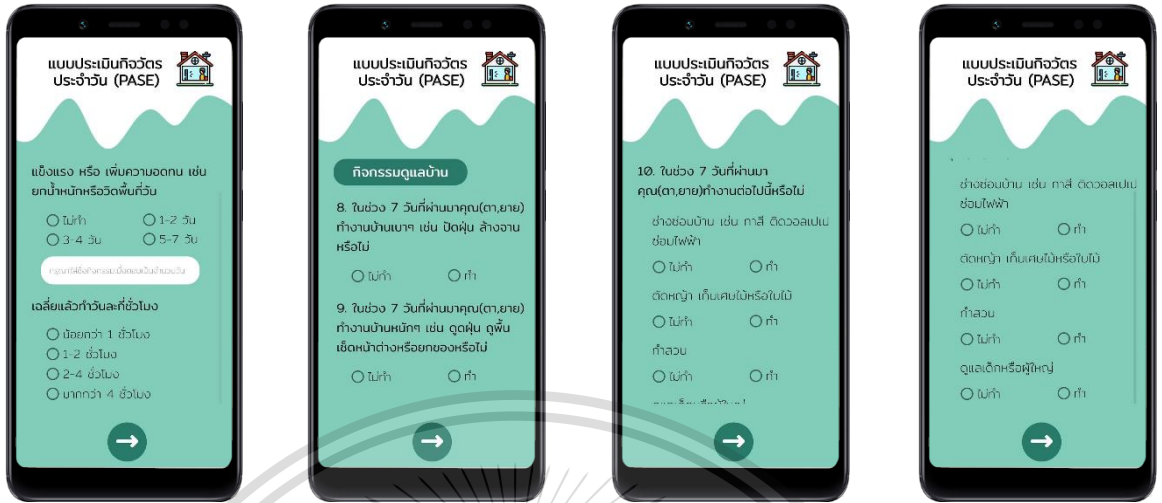 แบบประเมินกิจวัตร
ประจำวัน (PASE)
แข็งแรง หรือ เพิ่มความอดทน เช่น
ยกน้ำหนักหรือวิดพื้นกี่วัน
ไม่ทำ
1-2 วัน
3-4 วัน
5-7 วัน
เฉลี่ยแล้วทำวันละกี่ชั่วโมง
น้อยกว่า 1 ชั่วโมง
1-2 ชั่วโมง
2-4 ชั่วโมง
มากกว่า 4 ชั่วโมง
แบบประเมินกิจวัตร
ประจำวัน (PASE)
กิจกรรมดูแลบ้าน
8. ในช่วง 7 วันที่ผ่านมาคุณ(ตา,ยาย)
ทำงานบ้านเบาๆ เช่น ปัดฝุ่น ล้างจาน
หรือไม่
ไม่ทำ
ทำ
9. ในช่วง 7 วันที่ผ่านมาคุณ(ตา,ยาย)
ทำงานบ้านหนักๆ เช่น ดูดฝุ่น ถูพื้น
เช็ดหน้าต่างหรือยกของหรือไม่
ไม่ทำ
ทำ
แบบประเมินกิจวัตร
ประจำวัน (PASE)
10. ในช่วง 7 วันที่ผ่านมา
คุณ(ตา,ยาย)ทำงานต่อไปนี้หรือไม่
ช่างซ่อมบ้าน เช่น ทาสี ติดวอลเปเป
ซ่อมไฟฟ้า
ไม่ทำ
ทำ
ตัดหญ้า เก็บเศษไม้หรือใบไม้
ไม่ทำ
ทำ
ทำสวน
ไม่ทำ
ทำ
แบบประเมินกิจวัตร
ประจำวัน (PASE)
ช่างซ่อมบ้าน เช่น ทาสี ติดวอลเปเป
ซ่อมไฟฟ้า
ไม่ทำ
ทำ
ตัดหญ้า เก็บเศษไม้หรือใบไม้
ไม่ทำ
ทำ
ทำสวน
ไม่ทำ
ทำ
ดูแลเด็กหรือผู้ใหญ่
ไม่ทำ
ทำ